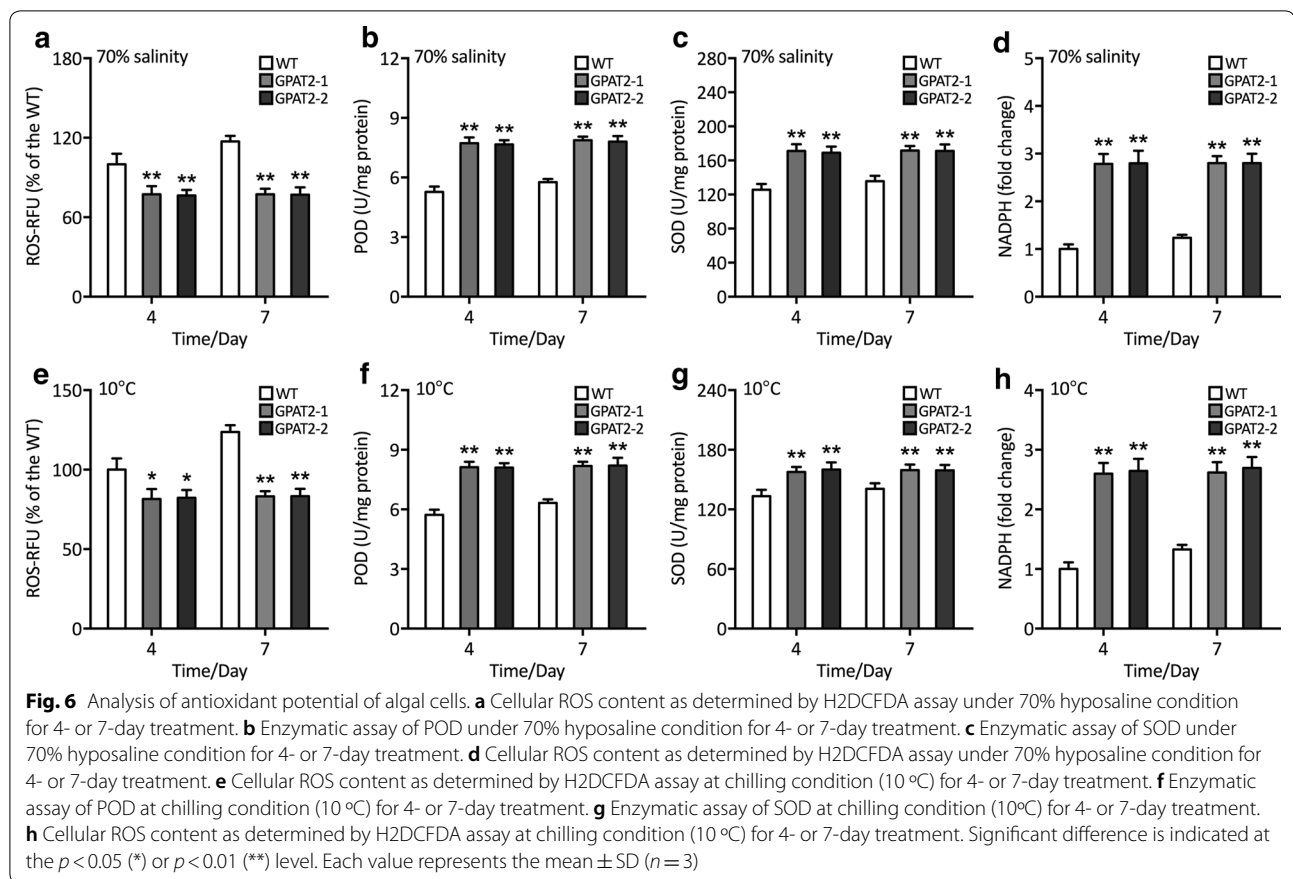 a
70% salinity
WT
GPAT2-1
GPAT2-2
ROS-RFU (% of the WT)
180
120
60
0
** ** ** **
4 7
Time/Day
b
70% salinity
WT
GPAT2-1
GPAT2-2
POD (U/mg protein)
12
9
6
3
0
** ** ** **
4 7
Time/Day
c
70% salinity
WT
GPAT2-1
GPAT2-2
SOD (U/mg protein)
280
240
200
160
120
80
40
0
** ** ** **
4 7
Time/Day
d
70% salinity
WT
GPAT2-1
GPAT2-2
NADPH (fold change)
5
4
3
2
1
0
** ** ** **
4 7
Time/Day
e
10°C
WT
GPAT2-1
GPAT2-2
ROS-RFU (% of the WT)
150
100
50
0
* * ** **
4 7
Time/Day
f
10°C
WT
GPAT2-1
GPAT2-2
POD (U/mg protein)
12
9
6
3
0
** ** ** **
4 7
Time/Day
g
10°C
WT
GPAT2-1
GPAT2-2
SOD (U/mg protein)
240
180
120
60
0
** ** ** **
4 7
Time/Day
h
10°C
WT
GPAT2-1
GPAT2-2
NADPH (fold change)
4
3
2
1
0
** ** ** **
4 7
Time/Day
Fig. 6 Analysis of antioxidant potential of algal cells. a Cellular ROS content as determined by H2DCFDA assay under 70% hyposaline condition
for 4- or 7-day treatment. b Enzymatic assay of POD under 70% hyposaline condition for 4- or 7-day treatment. c Enzymatic assay of SOD under
70% hyposaline condition for 4- or 7-day treatment. d Cellular ROS content as determined by H2DCFDA assay under 70% hyposaline condition for
4- or 7-day treatment. e Cellular ROS content as determined by H2DCFDA assay at chilling condition (10 ºC) for 4- or 7-day treatment. f Enzymatic
assay of POD at chilling condition (10 ºC) for 4- or 7-day treatment. g Enzymatic assay of SOD at chilling condition (10ºC) for 4- or 7-day treatment.
h Cellular ROS content as determined by H2DCFDA assay at chilling condition (10 ºC) for 4- or 7-day treatment. Significant difference is indicated at
the p < 0.05 (*) or p < 0.01 (**) level. Each value represents the mean ± SD (n = 3)